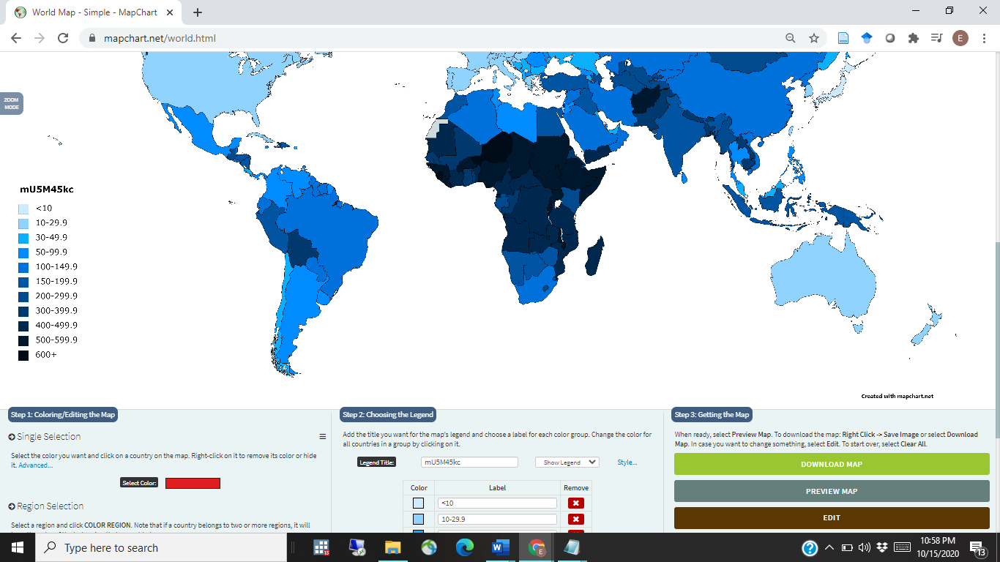 World Map - Simple - MapChart
mapchart.net/world.html
E
ZOOM
MODE
mU5M45kc
<10
10-29.9
30-49.9
50-99.9
100-149.9
150-199.9
200-299.9
300-399.9
400-499.9
500-599.9
600+
Created with mapchart.net
Step 1: Coloring/Editing the Map
Single Selection
Select the color you want and click on a country on the map. Right-click on it to remove its color or hide
it. Advanced...
Select Color:
Region Selection
Select a region and click COLOR REGION. Note that if a country belongs to two or more regions, it will
Step 2: Choosing the Legend
Add the title you want for the map's legend and choose a label for each color group. Change the color for
all countries in a group by clicking on it.
Legend Title: mU5M45kc Show Legend Style...
Color Label Remove
<10
10-29.9
Step 3: Getting the Map
When ready, select Preview Map. To download the map: Right Click -> Save Image or select Download
Map. In case you want to change something, select Edit. To start over, select Clear All.
DOWNLOAD MAP
PREVIEW MAP
EDIT
Type here to search
15
W
E
10:58 PM
10/15/2020
13